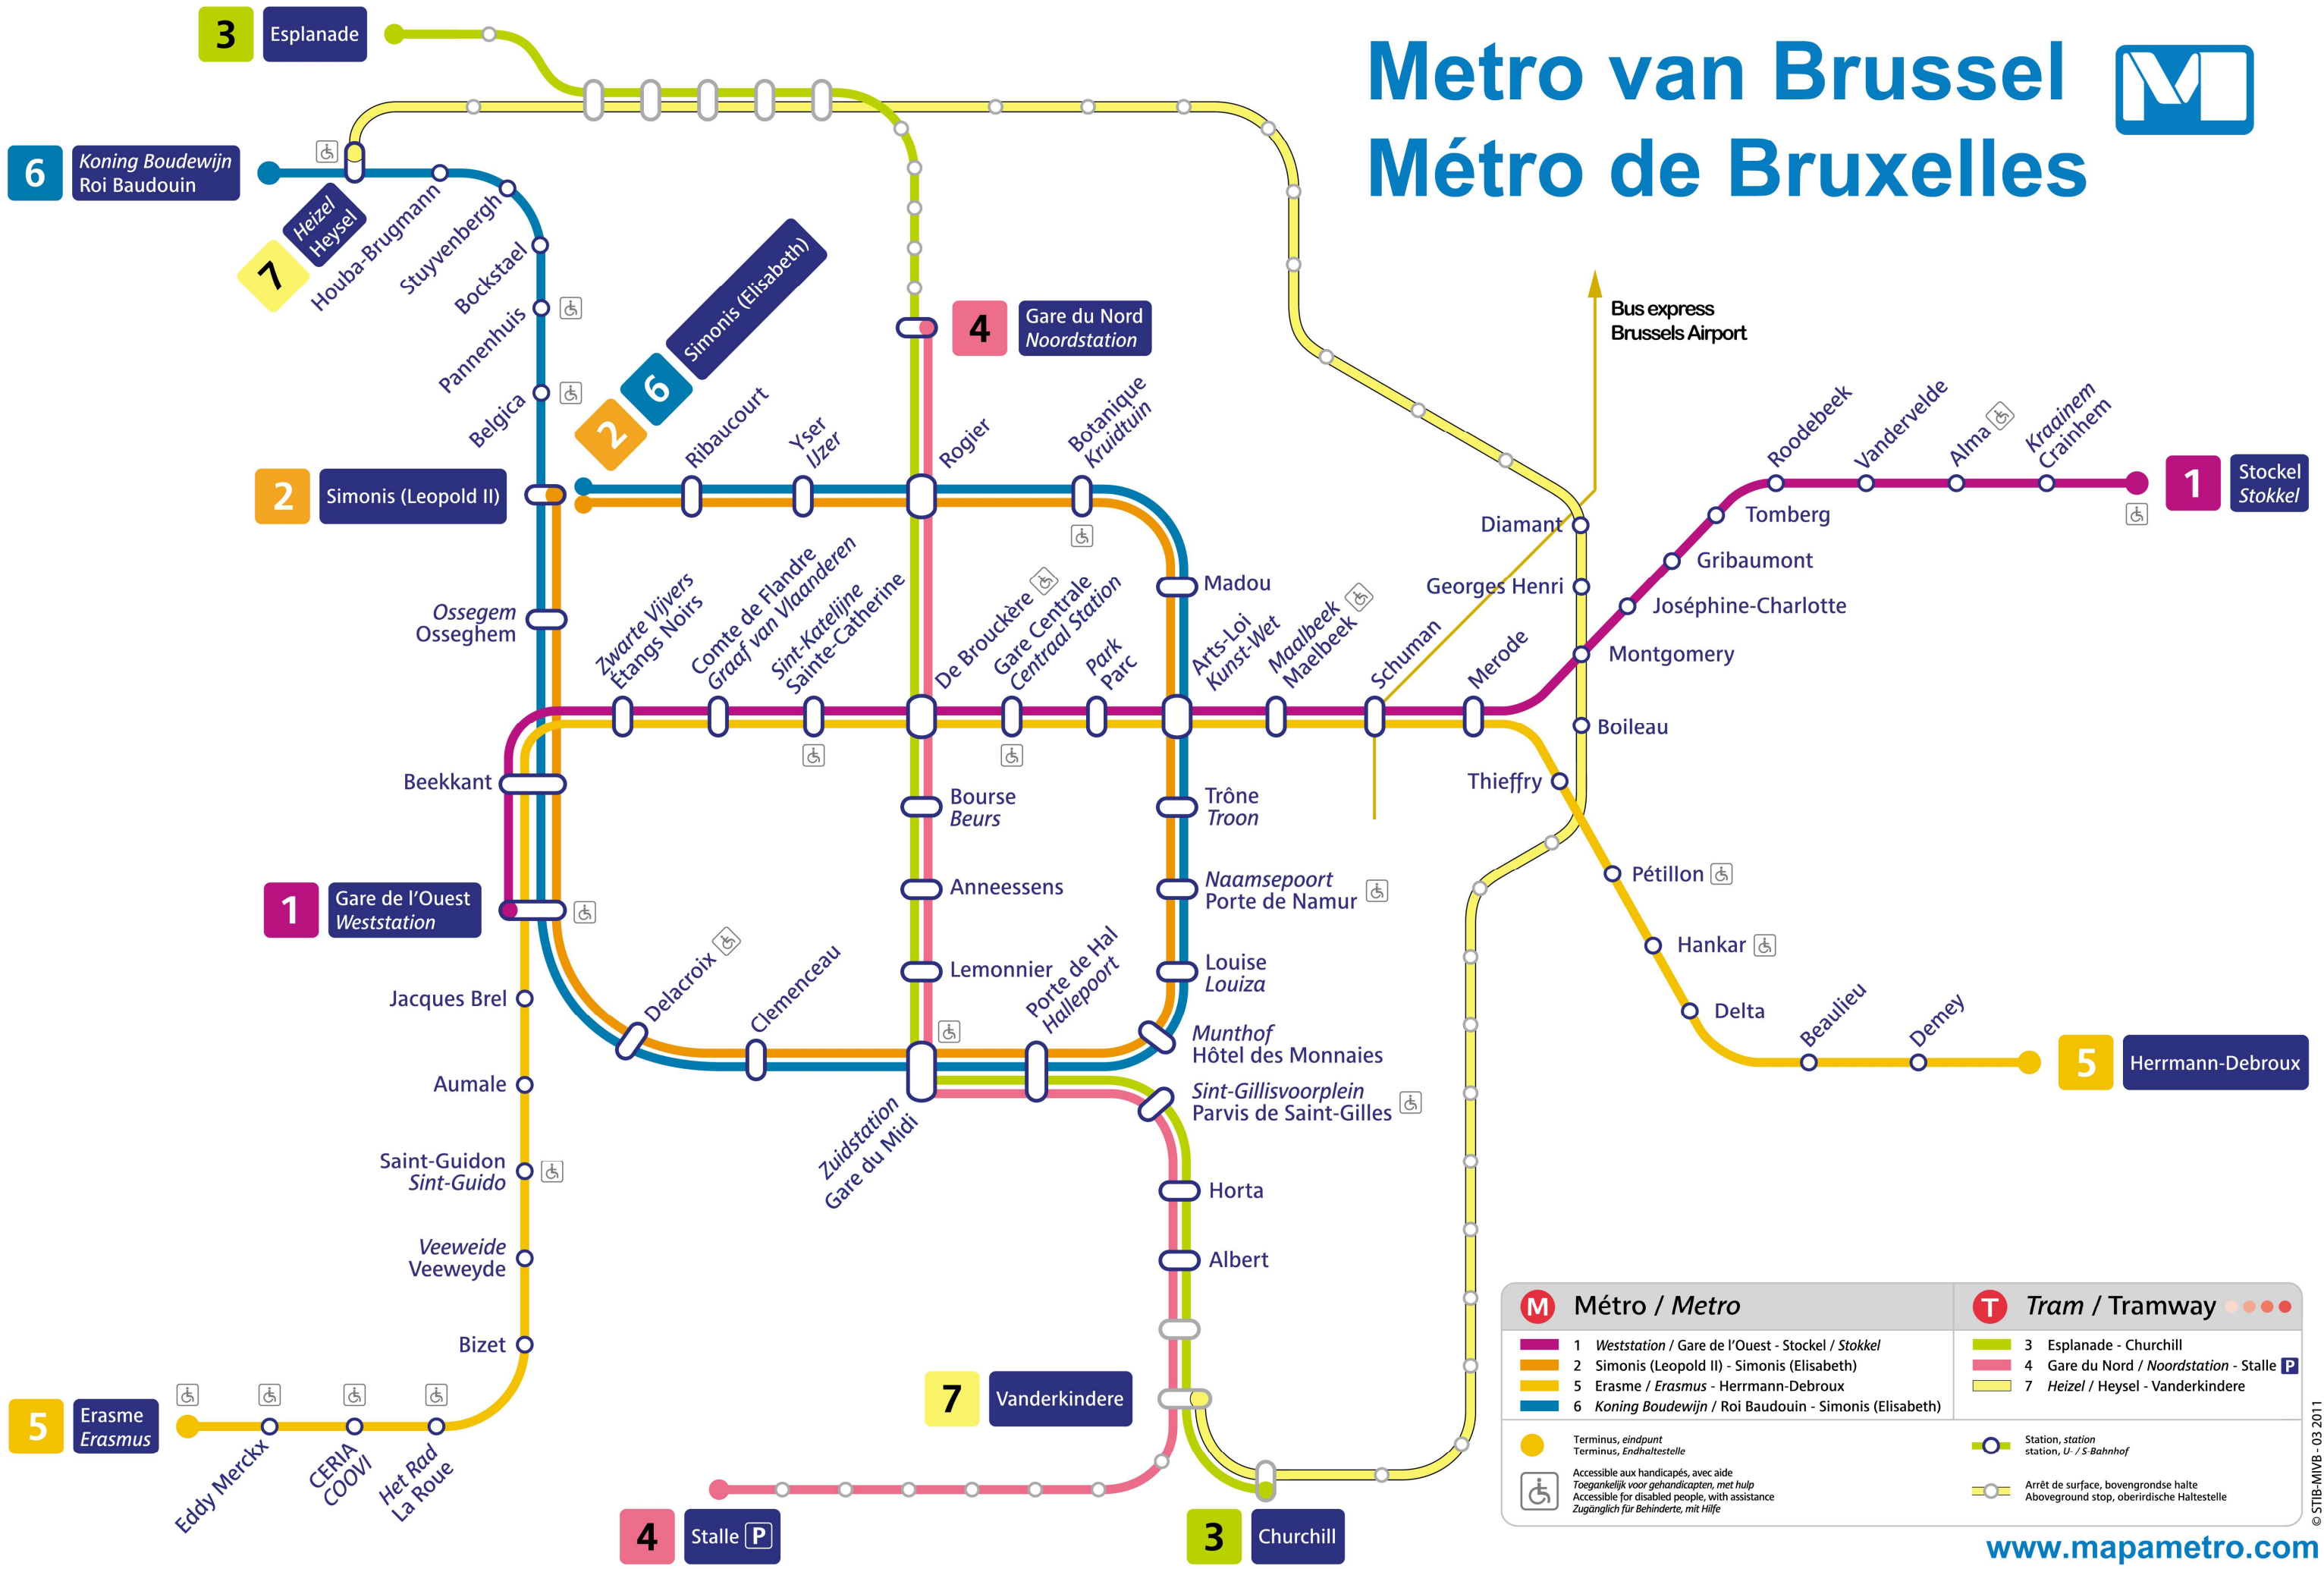 Metro van Brussel
Métro de Bruxelles
3
Esplanade
6
Koning Boudewijn
Roi Baudouin
7
Heizel
Heysel
Houba-Brugmann
Stuyvenbergh
Bockstael
Pannenhuis
Belgica
2
6
Simonis (Elisabeth)
4
Gare du Nord
Noordstation
Bus express
Brussels Airport
2
Simonis (Leopold II)
Ribaucourt
Yser
IJzer
Rogier
Botanique
Kruidtuin
Roodebeek
Vandervelde
Alma
Kraainem
Crainhem
1
Stockel
Stokkel
Tomberg
Gribaumont
Joséphine-Charlotte
Montgomery
Diamant
Georges Henri
Boileau
Ossegem
Osseghem
Zwarte Vijvers
Étangs Noirs
Comte de Flandre
Graaf van Vlaanderen
Sint-Katelijne
Sainte-Catherine
De Brouckère
Gare Centrale
Centraal Station
Park
Parc
Madou
Arts-Loi
Kunst-Wet
Maalbeek
Maelbeek
Schuman
Merode
Beekkant
Thieffry
1
Gare de l'Ouest
Weststation
Bourse
Beurs
Trône
Troon
Pétillon
Anneessens
Naamsepoort
Porte de Namur
Hankar
Jacques Brel
Delacroix
Clemenceau
Lemonnier
Porte de Hal
Hallepoort
Louise
Louiza
Delta
Beaulieu
Demey
5
Herrmann-Debroux
Munthof
Hôtel des Monnaies
Aumale
Zuidstation
Gare du Midi
Sint-Gillisvoorplein
Parvis de Saint-Gilles
Saint-Guidon
Sint-Guido
Horta
Veeweide
Veeweyde
Albert
Bizet
5
Erasme
Erasmus
Eddy Merckx
CERIA
COOVI
Het Rad
La Roue
7
Vanderkindere
4
Stalle P
3
Churchill
M Métro / Metro
1 Weststation / Gare de l'Ouest - Stockel / Stokkel
2 Simonis (Leopold II) - Simonis (Elisabeth)
5 Erasme / Erasmus - Herrmann-Debroux
6 Koning Boudewijn / Roi Baudouin - Simonis (Elisabeth)
T Tram / Tramway
3 Esplanade - Churchill
4 Gare du Nord / Noordstation - Stalle P
7 Heizel / Heysel - Vanderkindere
Terminus, eindpunt
Terminus, Endhaltestelle
Accessible aux handicapés, avec aide
Toegankelijk voor gehandicapten, met hulp
Accessible for disabled people, with assistance
Zugänglich für Behinderte, mit Hilfe
Station, station
station, U- / S-Bahnhof
Arrêt de surface, bovengrondse halte
Aboveground stop, oberirdische Haltestelle
© STIB-MIVB - 03 2011
www.mapametro.com